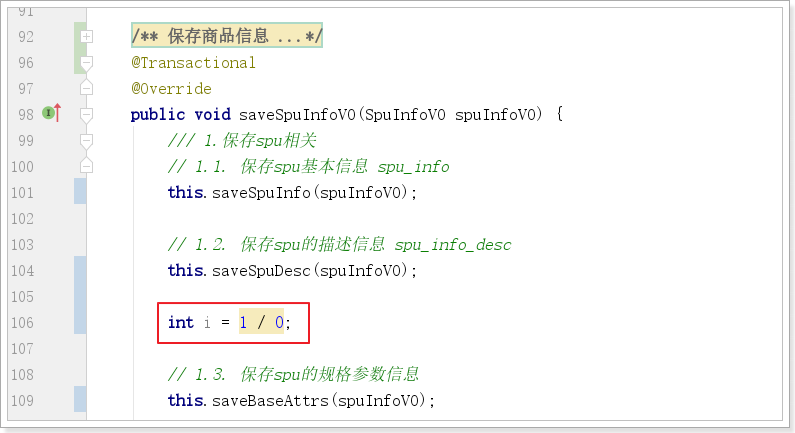 91
92 /** 保存商品信息 ...*/
96 @Transactional
97 @Override
98 public void saveSpuInfoVO(SpuInfoVO spuInfoVO) {
99 /// 1.保存spu相关
100 // 1.1. 保存spu基本信息 spu_info
101 this.saveSpuInfo(spuInfoVO);
102
103 // 1.2. 保存spu的描述信息 spu_info_desc
104 this.saveSpuDesc(spuInfoVO);
105
106 int i = 1 / 0;
107
108 // 1.3. 保存spu的规格参数信息
109 this.saveBaseAttrs(spuInfoVO);